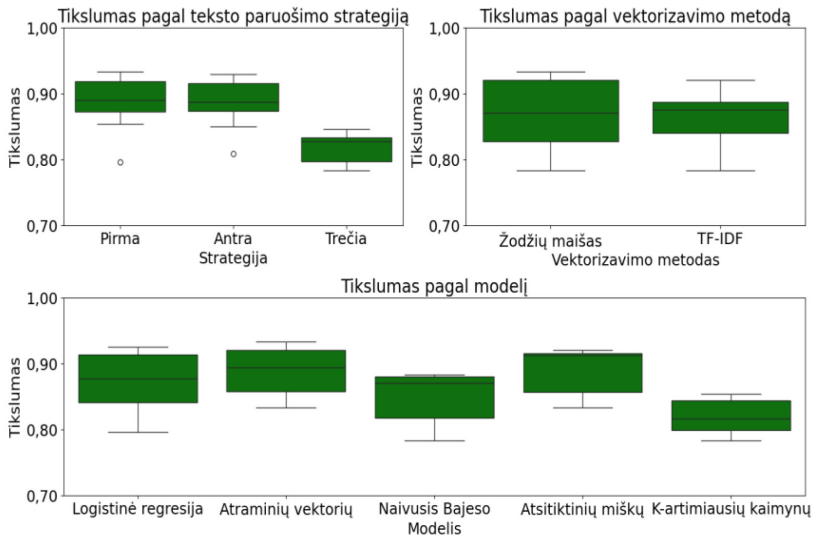 Tikslumas pagal teksto paruošimo strategiją
Tikslumas
1,00
0,90
0,80
0,70
Pirma
Antra
Trečia
Strategija
Tikslumas pagal vektorizavimo metodą
Tikslumas
1,00
0,90
0,80
0,70
Žodžių maišas
TF-IDF
Vektorizavimo metodas
Tikslumas pagal modelį
Tikslumas
1,00
0,90
0,80
0,70
Logistinė regresija
Atraminių vektorių
Naivusis Bajeso
Atsitiktinių miškų
K-artimiausių kaimynų
Modelis